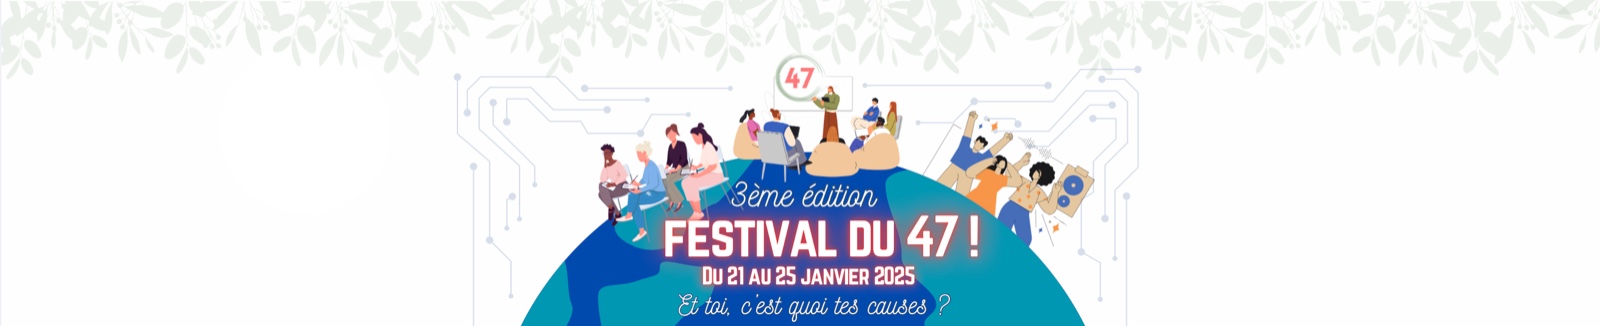 47
3ème édition
FESTIVAL DU 47 !
DU 21 AU 25 JANVIER 2025
Et toi, c'est quoi tes causes ?